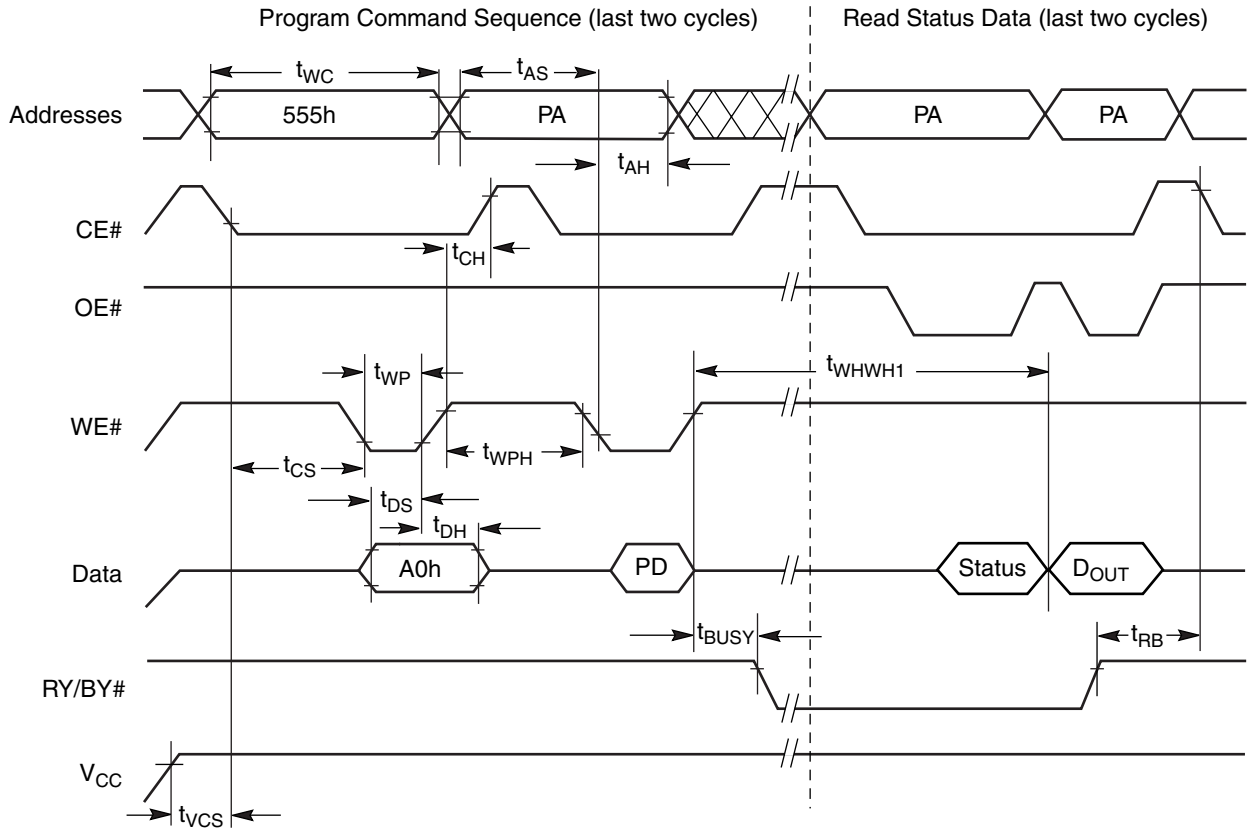 Program Command Sequence (last two cycles)
Read Status Data (last two cycles)
tWC
tAS
Addresses
555h
PA
PA
PA
tAH
CE#
tCH
OE#
tWHWH1
tWP
WE#
tCS
tWPH
tDS
tDH
Data
A0h
PD
Status
DOUT
tBUSY
tRB
RY/BY#
VCC
tVCS